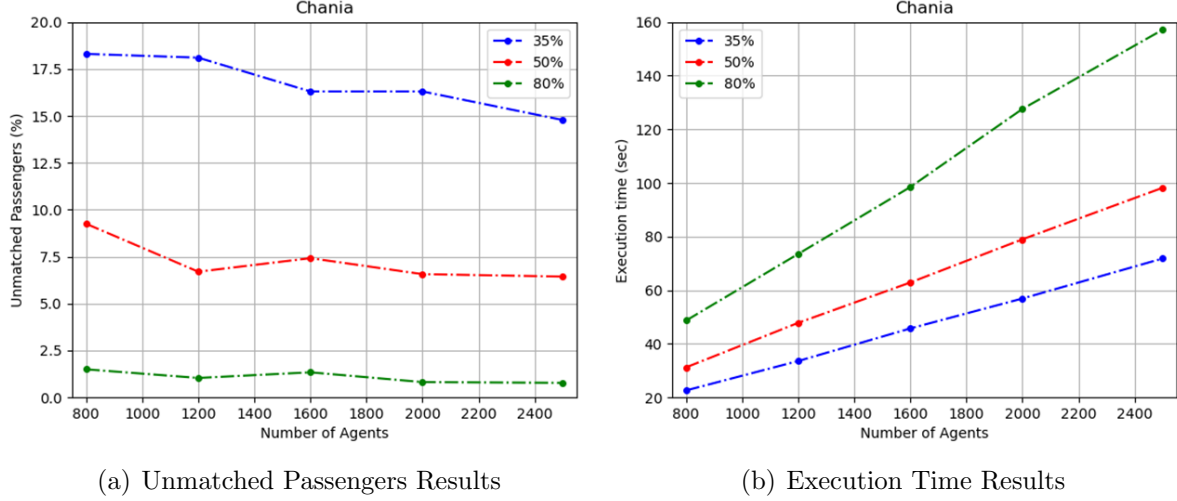 Chania
20.0
17.5
15.0
12.5
10.0
7.5
5.0
2.5
0.0
Unmatched Passengers (%)
35%
50%
80%
800 1000 1200 1400 1600 1800 2000 2200 2400
Number of Agents
(a) Unmatched Passengers Results
Chania
160
140
120
100
80
60
40
20
Execution time (sec)
35%
50%
80%
800 1000 1200 1400 1600 1800 2000 2200 2400
Number of Agents
(b) Execution Time Results